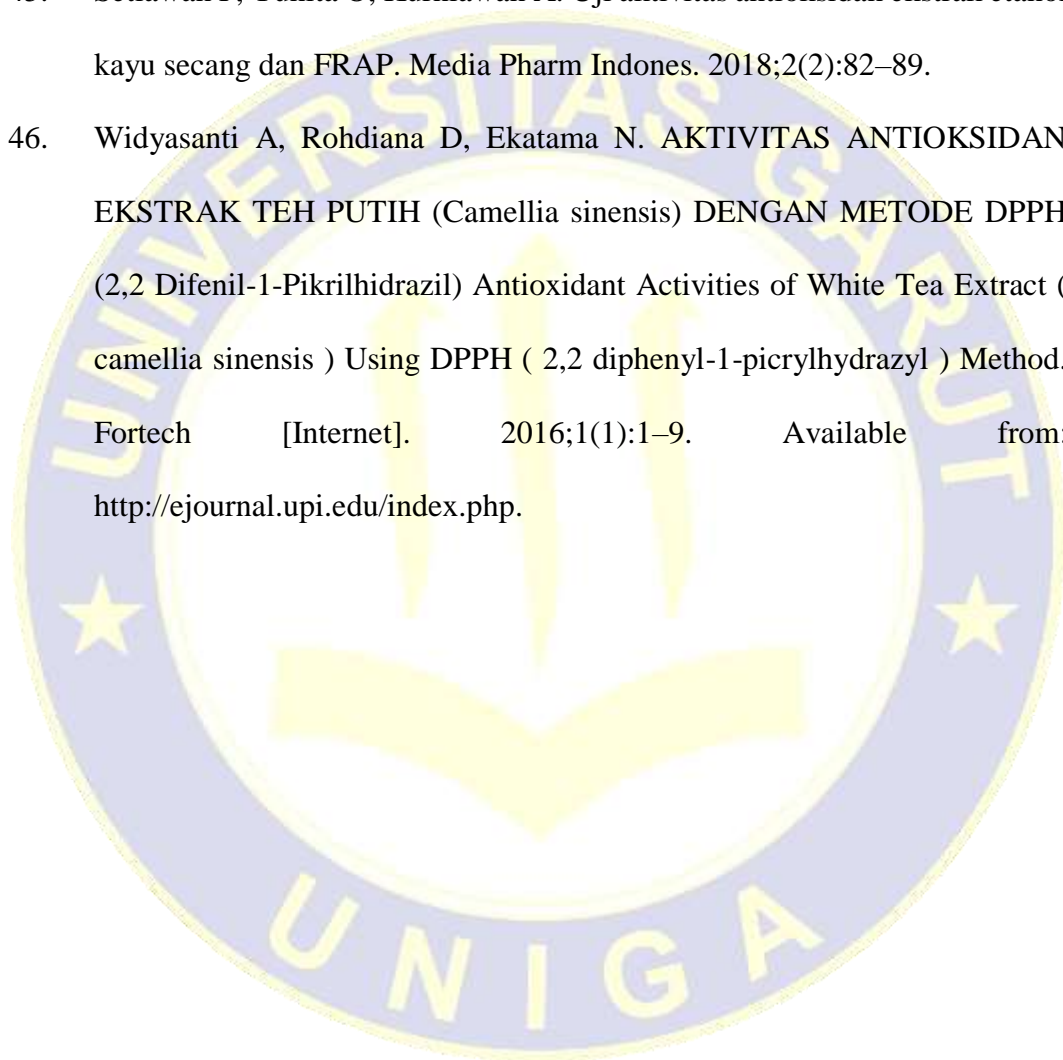 kayu secang dan FRAP. Media Pharm Indones. 2018;2(2):82–89.
46. Widyasanti A, Rohdiana D, Ekatama N. AKTIVITAS ANTIOKSIDAN
EKSTRAK TEH PUTIH (Camellia sinensis) DENGAN METODE DPPH
(2,2 Difenil-1-Pikrilhidrazil) Antioxidant Activities of White Tea Extract (
camellia sinensis ) Using DPPH ( 2,2 diphenyl-1-picrylhydrazyl ) Method.
Fortech [Internet]. 2016;1(1):1–9. Available from:
http://ejournal.upi.edu/index.php.
UNIVERSITAS GARUT
UNIGA